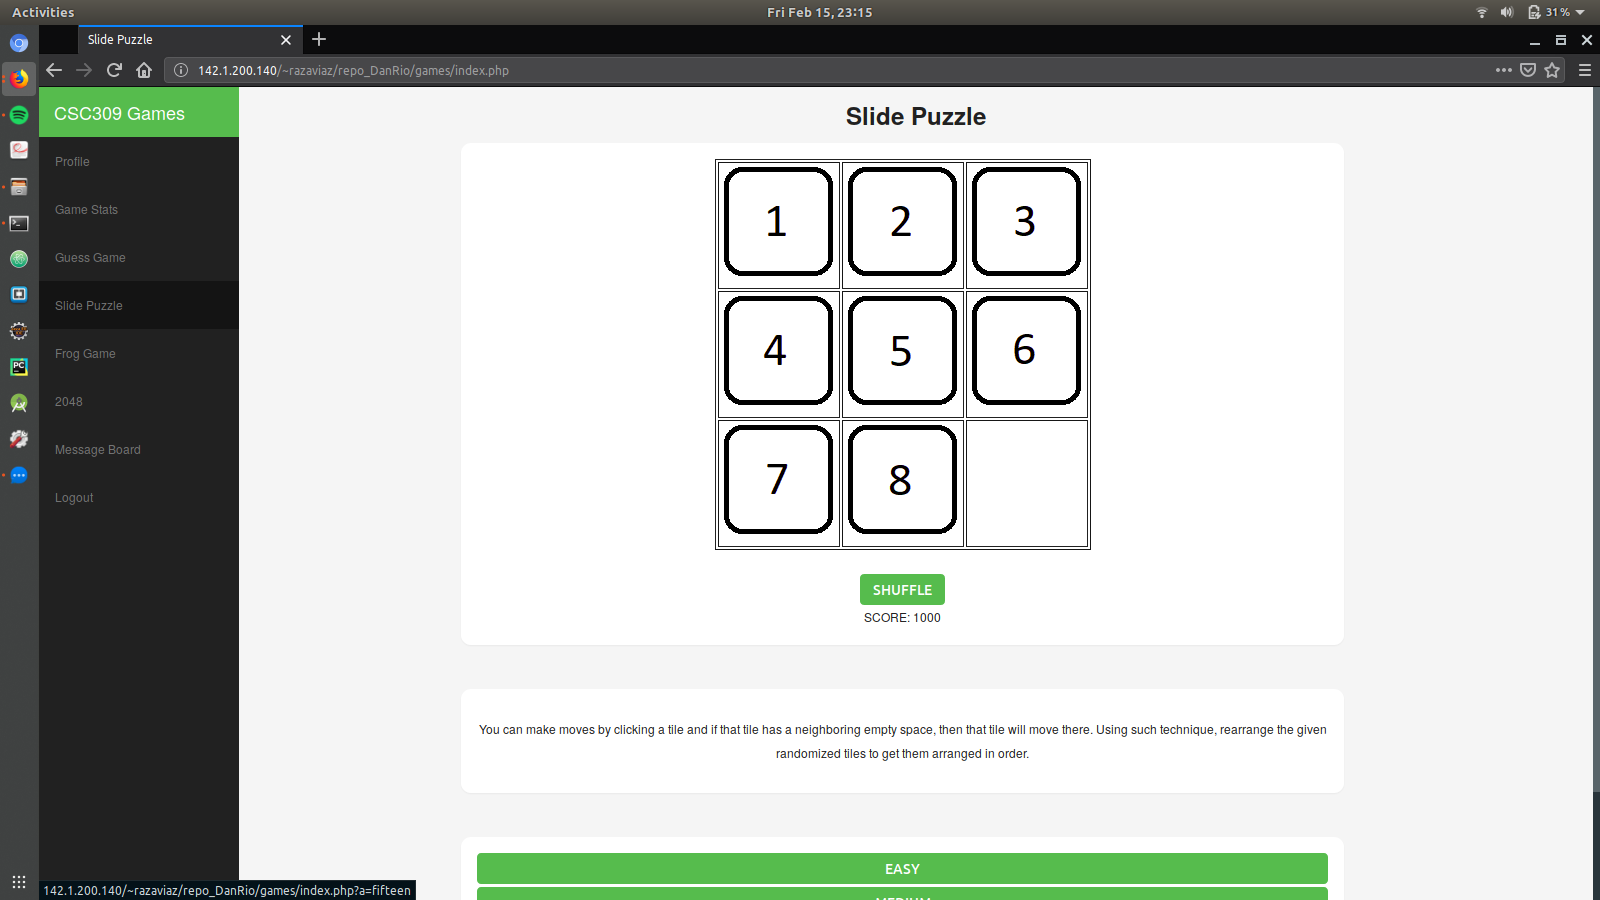 Activities
Fri Feb 15, 23:15
31%
Slide Puzzle
142.1.200.140/~razaviaz/repo_DanRio/games/index.php
CSC309 Games
Profile
Game Stats
Guess Game
Slide Puzzle
Frog Game
2048
Message Board
Logout
Slide Puzzle
1 2 3
4 5 6
7 8
SHUFFLE
SCORE: 1000
You can make moves by clicking a tile and if that tile has a neighboring empty space, then that tile will move there. Using such technique, rearrange the given
randomized tiles to get them arranged in order.
EASY
MEDIUM
142.1.200.140/~razaviaz/repo_DanRio/games/index.php?a=fifteen
PC